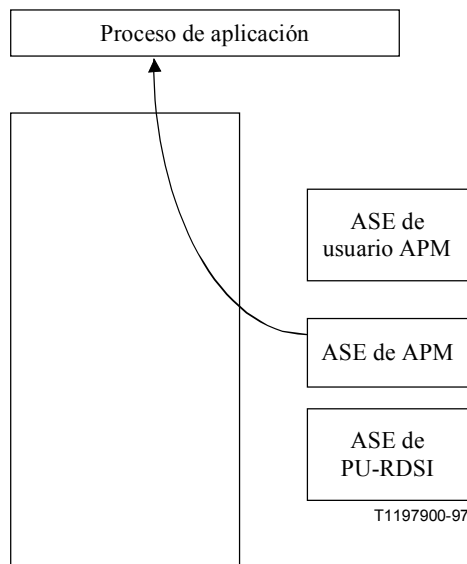 Proceso de aplicación
ASE de
usuario APM
ASE de APM
ASE de
PU-RDSI
T1197900-97